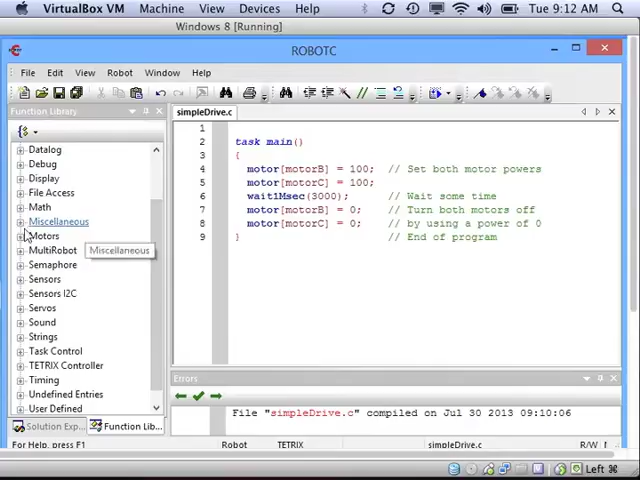 VirtualBox VM Machine View Devices Help Tue 9:12 AM
Windows 8 [Running]
ROBOTC
File Edit View Robot Window Help
Function Library
simpleDrive.c
Datalog
Debug
Display
File Access
Math
Miscellaneous
Motors
MultiRobot
Miscellaneous
Semaphore
Sensors
Sensors I2C
Servos
Sound
Strings
Task Control
TETRIX Controller
Timing
Undefined Entries
User Defined
Solution Exp... Function Lib...
1
2 task main()
3 {
4 motor[motorB] = 100; // Set both motor powers
5 motor[motorC] = 100;
6 wait1Msec(3000); // Wait some time
7 motor[motorB] = 0; // Turn both motors off
8 motor[motorC] = 0; // by using a power of 0
9 } // End of program
Errors
File "simpleDrive.c" compiled on Jul 30 2013 09:10:06
For Help, press F1 Robot TETRIX simpleDrive.c R/W
Left ⌘